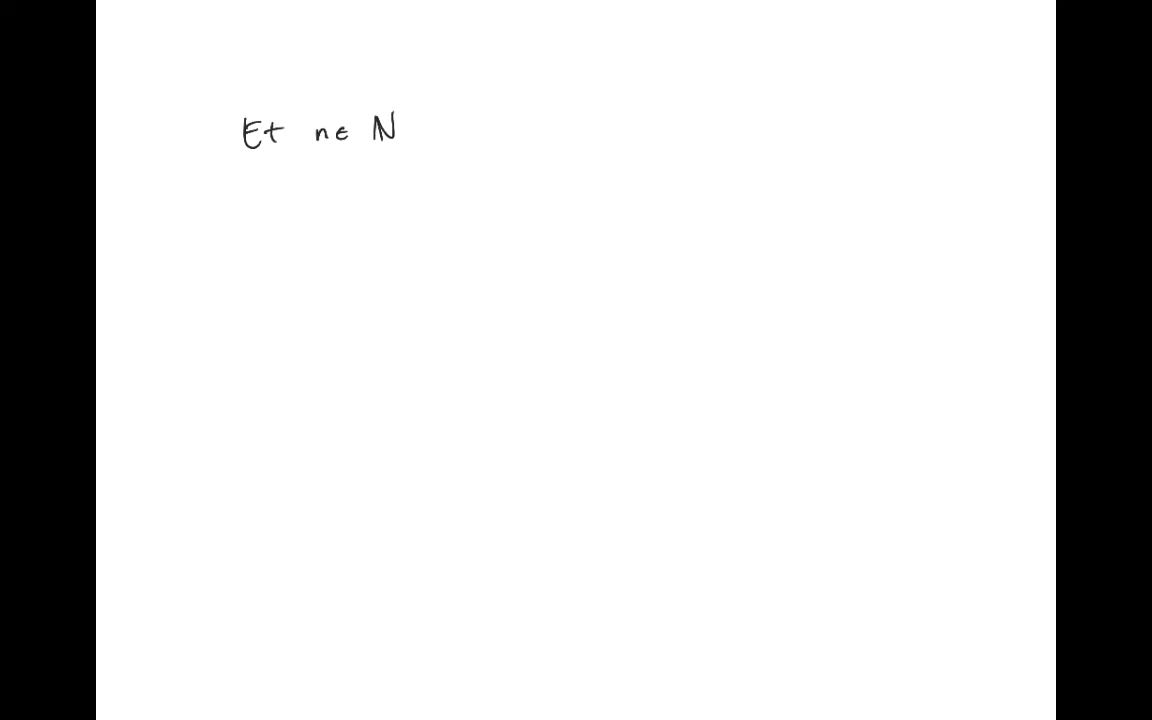 Et n∈ ℕ